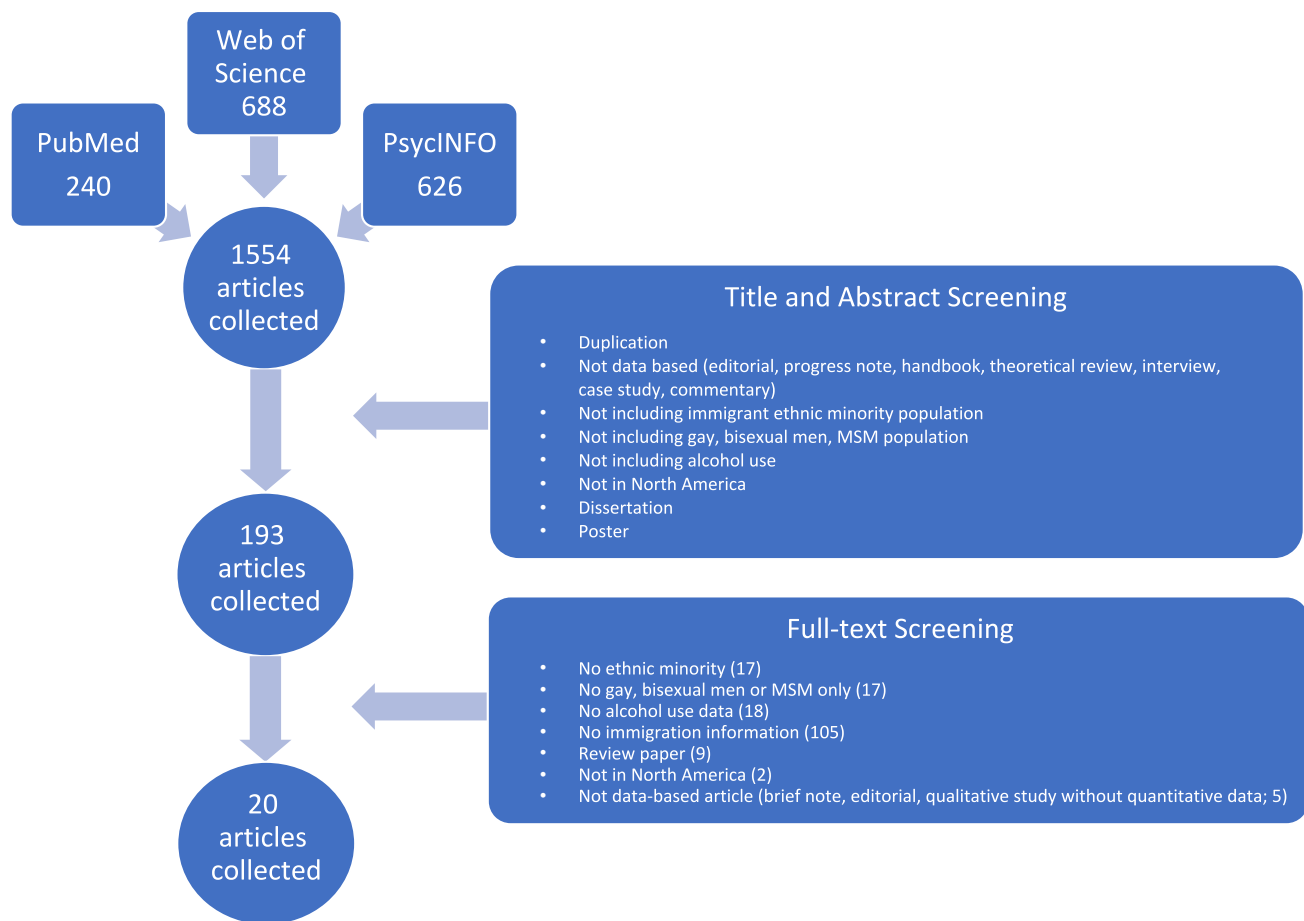 Web of
Science
688
PubMed
240
PsycINFO
626
1554
articles
collected
Title and Abstract Screening
• Duplication
• Not data based (editorial, progress note, handbook, theoretical review, interview,
case study, commentary)
• Not including immigrant ethnic minority population
• Not including gay, bisexual men, MSM population
• Not including alcohol use
• Not in North America
• Dissertation
• Poster
193
articles
collected
Full-text Screening
• No ethnic minority (17)
• No gay, bisexual men or MSM only (17)
• No alcohol use data (18)
• No immigration information (105)
• Review paper (9)
• Not in North America (2)
• Not data-based article (brief note, editorial, qualitative study without quantitative data; 5)
20
articles
collected